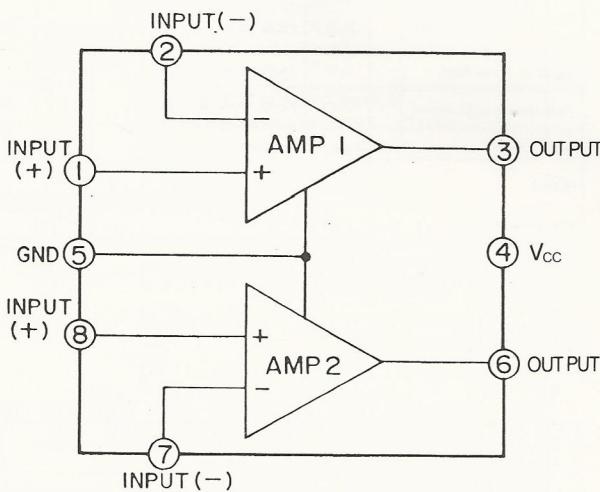 INPUT(-)
2
AMP 1
-
+
INPUT
(+)
1
3 OUTPUT
GND 5
4 Vcc
INPUT
(+)
8
+
AMP 2
-
6 OUTPUT
7
INPUT(-)